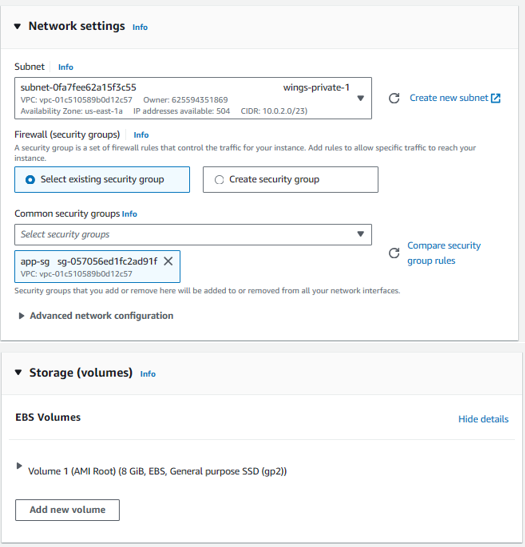 Network settings Info
Subnet Info
subnet-0fa7fee62a15f3c55 wings-private-1
VPC: vpc-01c510589b0d12c57 Owner: 625594351869
Availability Zone: us-east-1a IP addresses available: 504 CIDR: 10.0.2.0/23)
Create new subnet
Firewall (security groups) Info
A security group is a set of firewall rules that control the traffic for your instance. Add rules to allow specific traffic to reach your
instance.
Select existing security group
Create security group
Common security groups Info
Select security groups
Compare security
group rules
app-sg sg-057056ed1fc2ad91f
VPC: vpc-01c510589b0d12c57
Security groups that you add or remove here will be added to or removed from all your network interfaces.
Advanced network configuration
Storage (volumes) Info
EBS Volumes
Hide details
Volume 1 (AMI Root) (8 GiB, EBS, General purpose SSD (gp2))
Add new volume